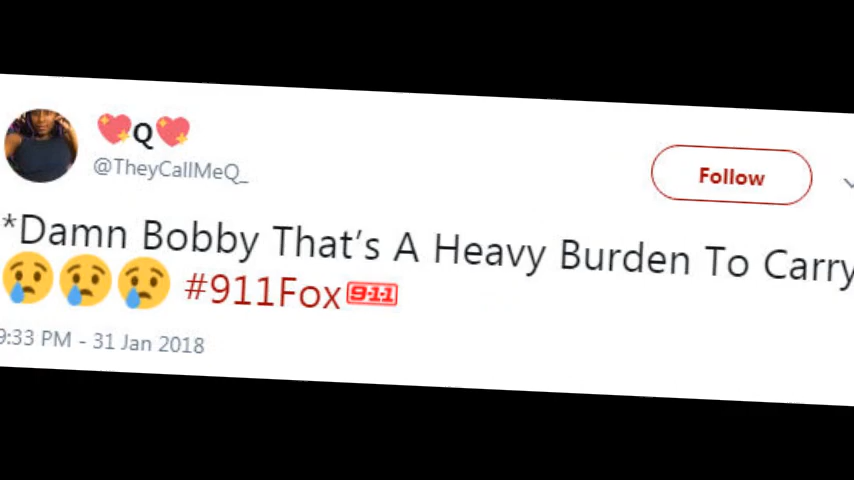 💖Q💖
@TheyCallMeQ_
Follow
*Damn Bobby That's A Heavy Burden To Carry
😢😢😢 #911Fox 9-1-1
9:33 PM - 31 Jan 2018